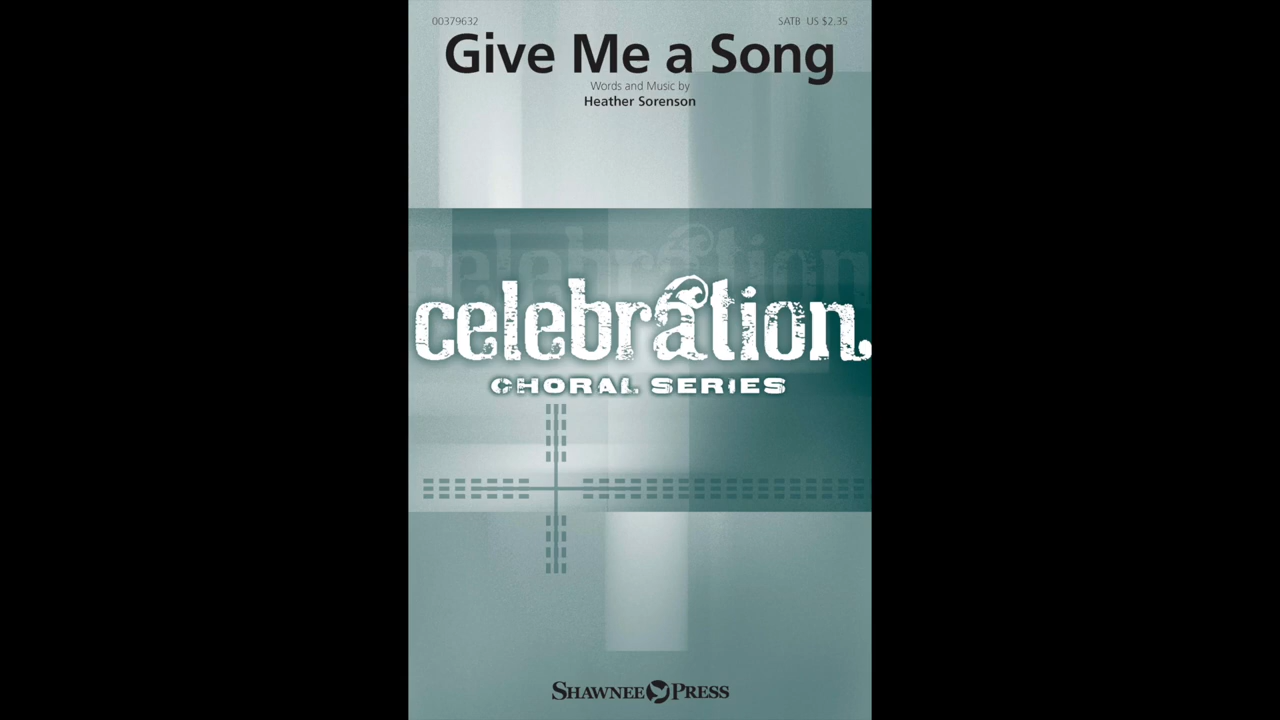 00379632 SATB US $2.35
Give Me a Song
Words and Music by
Heather Sorenson
celebration
celebration
CHORAL SERIES
SHAWNEE PRESS